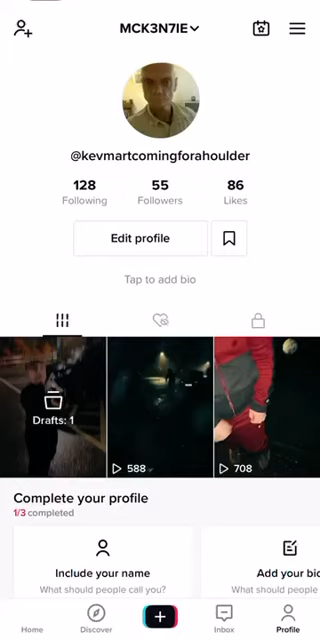 MCK3N7IE
@kevmartcomingforahoulder
128 55 86
Following Followers Likes
Edit profile
Tap to add bio
Drafts: 1
588
708
Complete your profile
1/3 completed
Include your name
Add your bio
What should people call you?
What should people
Home Discover Inbox Profile